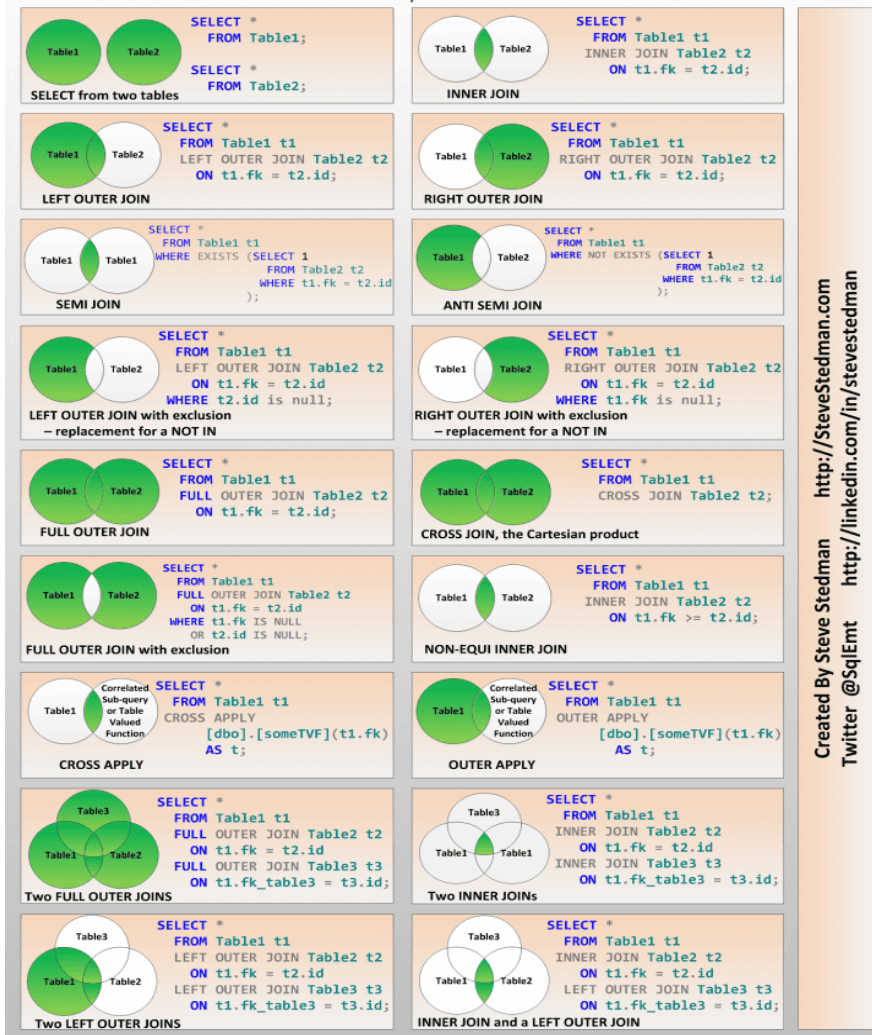 Table1
Table2
SELECT *
FROM Table1;
SELECT *
FROM Table2;
SELECT from two tables
Table1
Table2
SELECT *
FROM Table1 t1
INNER JOIN Table2 t2
ON t1.fk = t2.id;
INNER JOIN
Table1
Table2
SELECT *
FROM Table1 t1
LEFT OUTER JOIN Table2 t2
ON t1.fk = t2.id;
LEFT OUTER JOIN
Table1
Table2
SELECT *
FROM Table1 t1
RIGHT OUTER JOIN Table2 t2
ON t1.fk = t2.id;
RIGHT OUTER JOIN
Table1
Table1
SELECT *
FROM Table1 t1
WHERE EXISTS (SELECT 1
FROM Table2 t2
WHERE t1.fk = t2.id
);
SEMI JOIN
Table1
Table2
SELECT *
FROM Table1 t1
WHERE NOT EXISTS (SELECT 1
FROM Table2 t2
WHERE t1.fk = t2.id
);
ANTI SEMI JOIN
Table1
Table2
SELECT *
FROM Table1 t1
LEFT OUTER JOIN Table2 t2
ON t1.fk = t2.id
WHERE t2.id is null;
LEFT OUTER JOIN with exclusion
– replacement for a NOT IN
Table1
Table2
SELECT *
FROM Table1 t1
RIGHT OUTER JOIN Table2 t2
ON t1.fk = t2.id
WHERE t1.fk is null;
RIGHT OUTER JOIN with exclusion
– replacement for a NOT IN
Table1
Table2
SELECT *
FROM Table1 t1
FULL OUTER JOIN Table2 t2
ON t1.fk = t2.id;
FULL OUTER JOIN
Table1
Table2
SELECT *
FROM Table1 t1
CROSS JOIN Table2 t2;
CROSS JOIN, the Cartesian product
Table1
Table2
SELECT *
FROM Table1 t1
FULL OUTER JOIN Table2 t2
ON t1.fk = t2.id
WHERE t1.fk IS NULL
OR t2.id IS NULL;
FULL OUTER JOIN with exclusion
Table1
Table2
SELECT *
FROM Table1 t1
INNER JOIN Table2 t2
ON t1.fk >= t2.id;
NON-EQUI INNER JOIN
Table1
Correlated
Sub-query
or Table
Valued
Function
SELECT *
FROM Table1 t1
CROSS APPLY
[dbo].[someTVF](t1.fk)
AS t;
CROSS APPLY
Table1
Correlated
Sub-query
or Table
Valued
Function
SELECT *
FROM Table1 t1
OUTER APPLY
[dbo].[someTVF](t1.fk)
AS t;
OUTER APPLY
Table3
Table1
Table2
SELECT *
FROM Table1 t1
FULL OUTER JOIN Table2 t2
ON t1.fk = t2.id
FULL OUTER JOIN Table3 t3
ON t1.fk_table3 = t3.id;
Two FULL OUTER JOINS
Table3
Table1
Table1
SELECT *
FROM Table1 t1
INNER JOIN Table2 t2
ON t1.fk = t2.id
INNER JOIN Table3 t3
ON t1.fk_table3 = t3.id;
Two INNER JOINs
Table3
Table1
Table2
SELECT *
FROM Table1 t1
LEFT OUTER JOIN Table2 t2
ON t1.fk = t2.id
LEFT OUTER JOIN Table3 t3
ON t1.fk_table3 = t3.id;
Two LEFT OUTER JOINS
Table3
Table1
Table2
SELECT *
FROM Table1 t1
INNER JOIN Table2 t2
ON t1.fk = t2.id
LEFT OUTER JOIN Table3 t3
ON t1.fk_table3 = t3.id;
INNER JOIN and a LEFT OUTER JOIN
Created By Steve Stedman http://SteveStedman.com
Twitter @SqlEmt http://linkedin.com/in/stevestedman